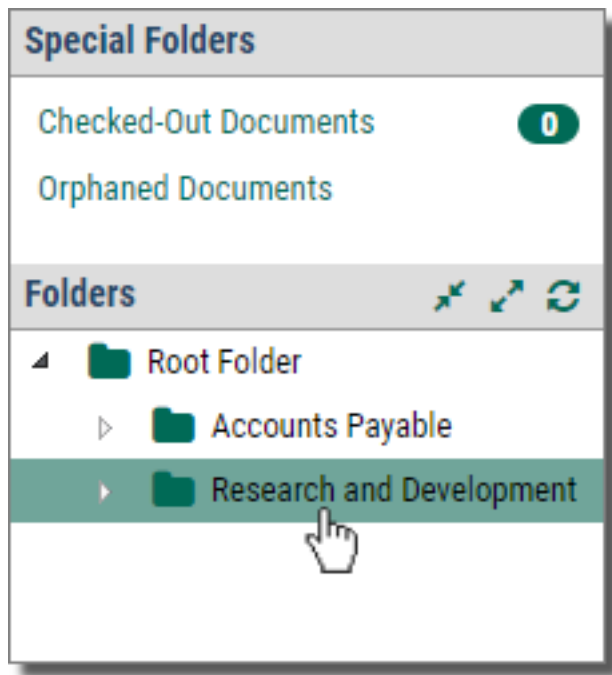 Special Folders
Checked-Out Documents 0
Orphaned Documents
Folders
Root Folder
Accounts Payable
Research and Development